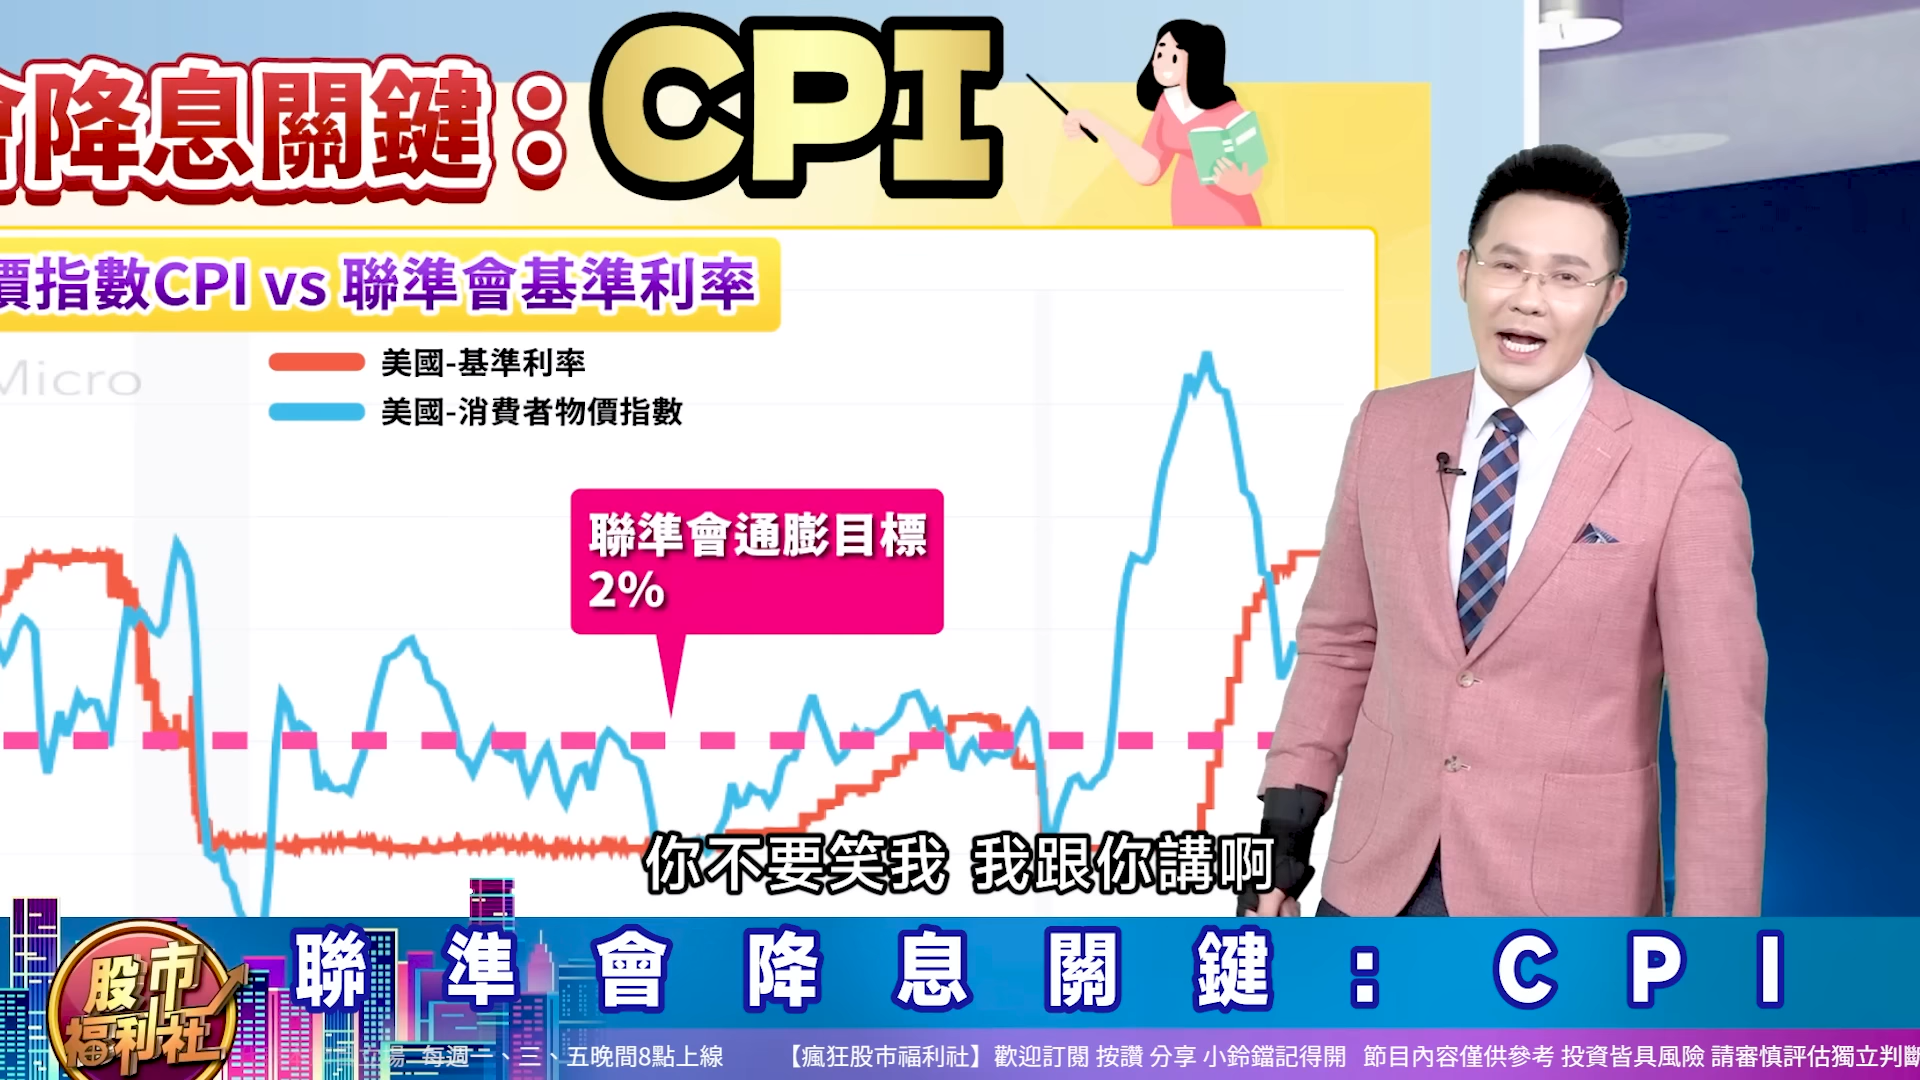 會降息關鍵：CPI
價指數CPI vs 聯準會基準利率
Micro
美國-基準利率
美國-消費者物價指數
聯準會通膨目標
2%
你不要笑我 我跟你講啊
聯準會降息關鍵：CPI
股市
福利社
場 每週一、三、五晚間8點上線 【瘋狂股市福利社】歡迎訂閱 按讚 分享 小鈴鐺記得開 節目內容僅供參考 投資皆具風險 請審慎評估獨立判斷